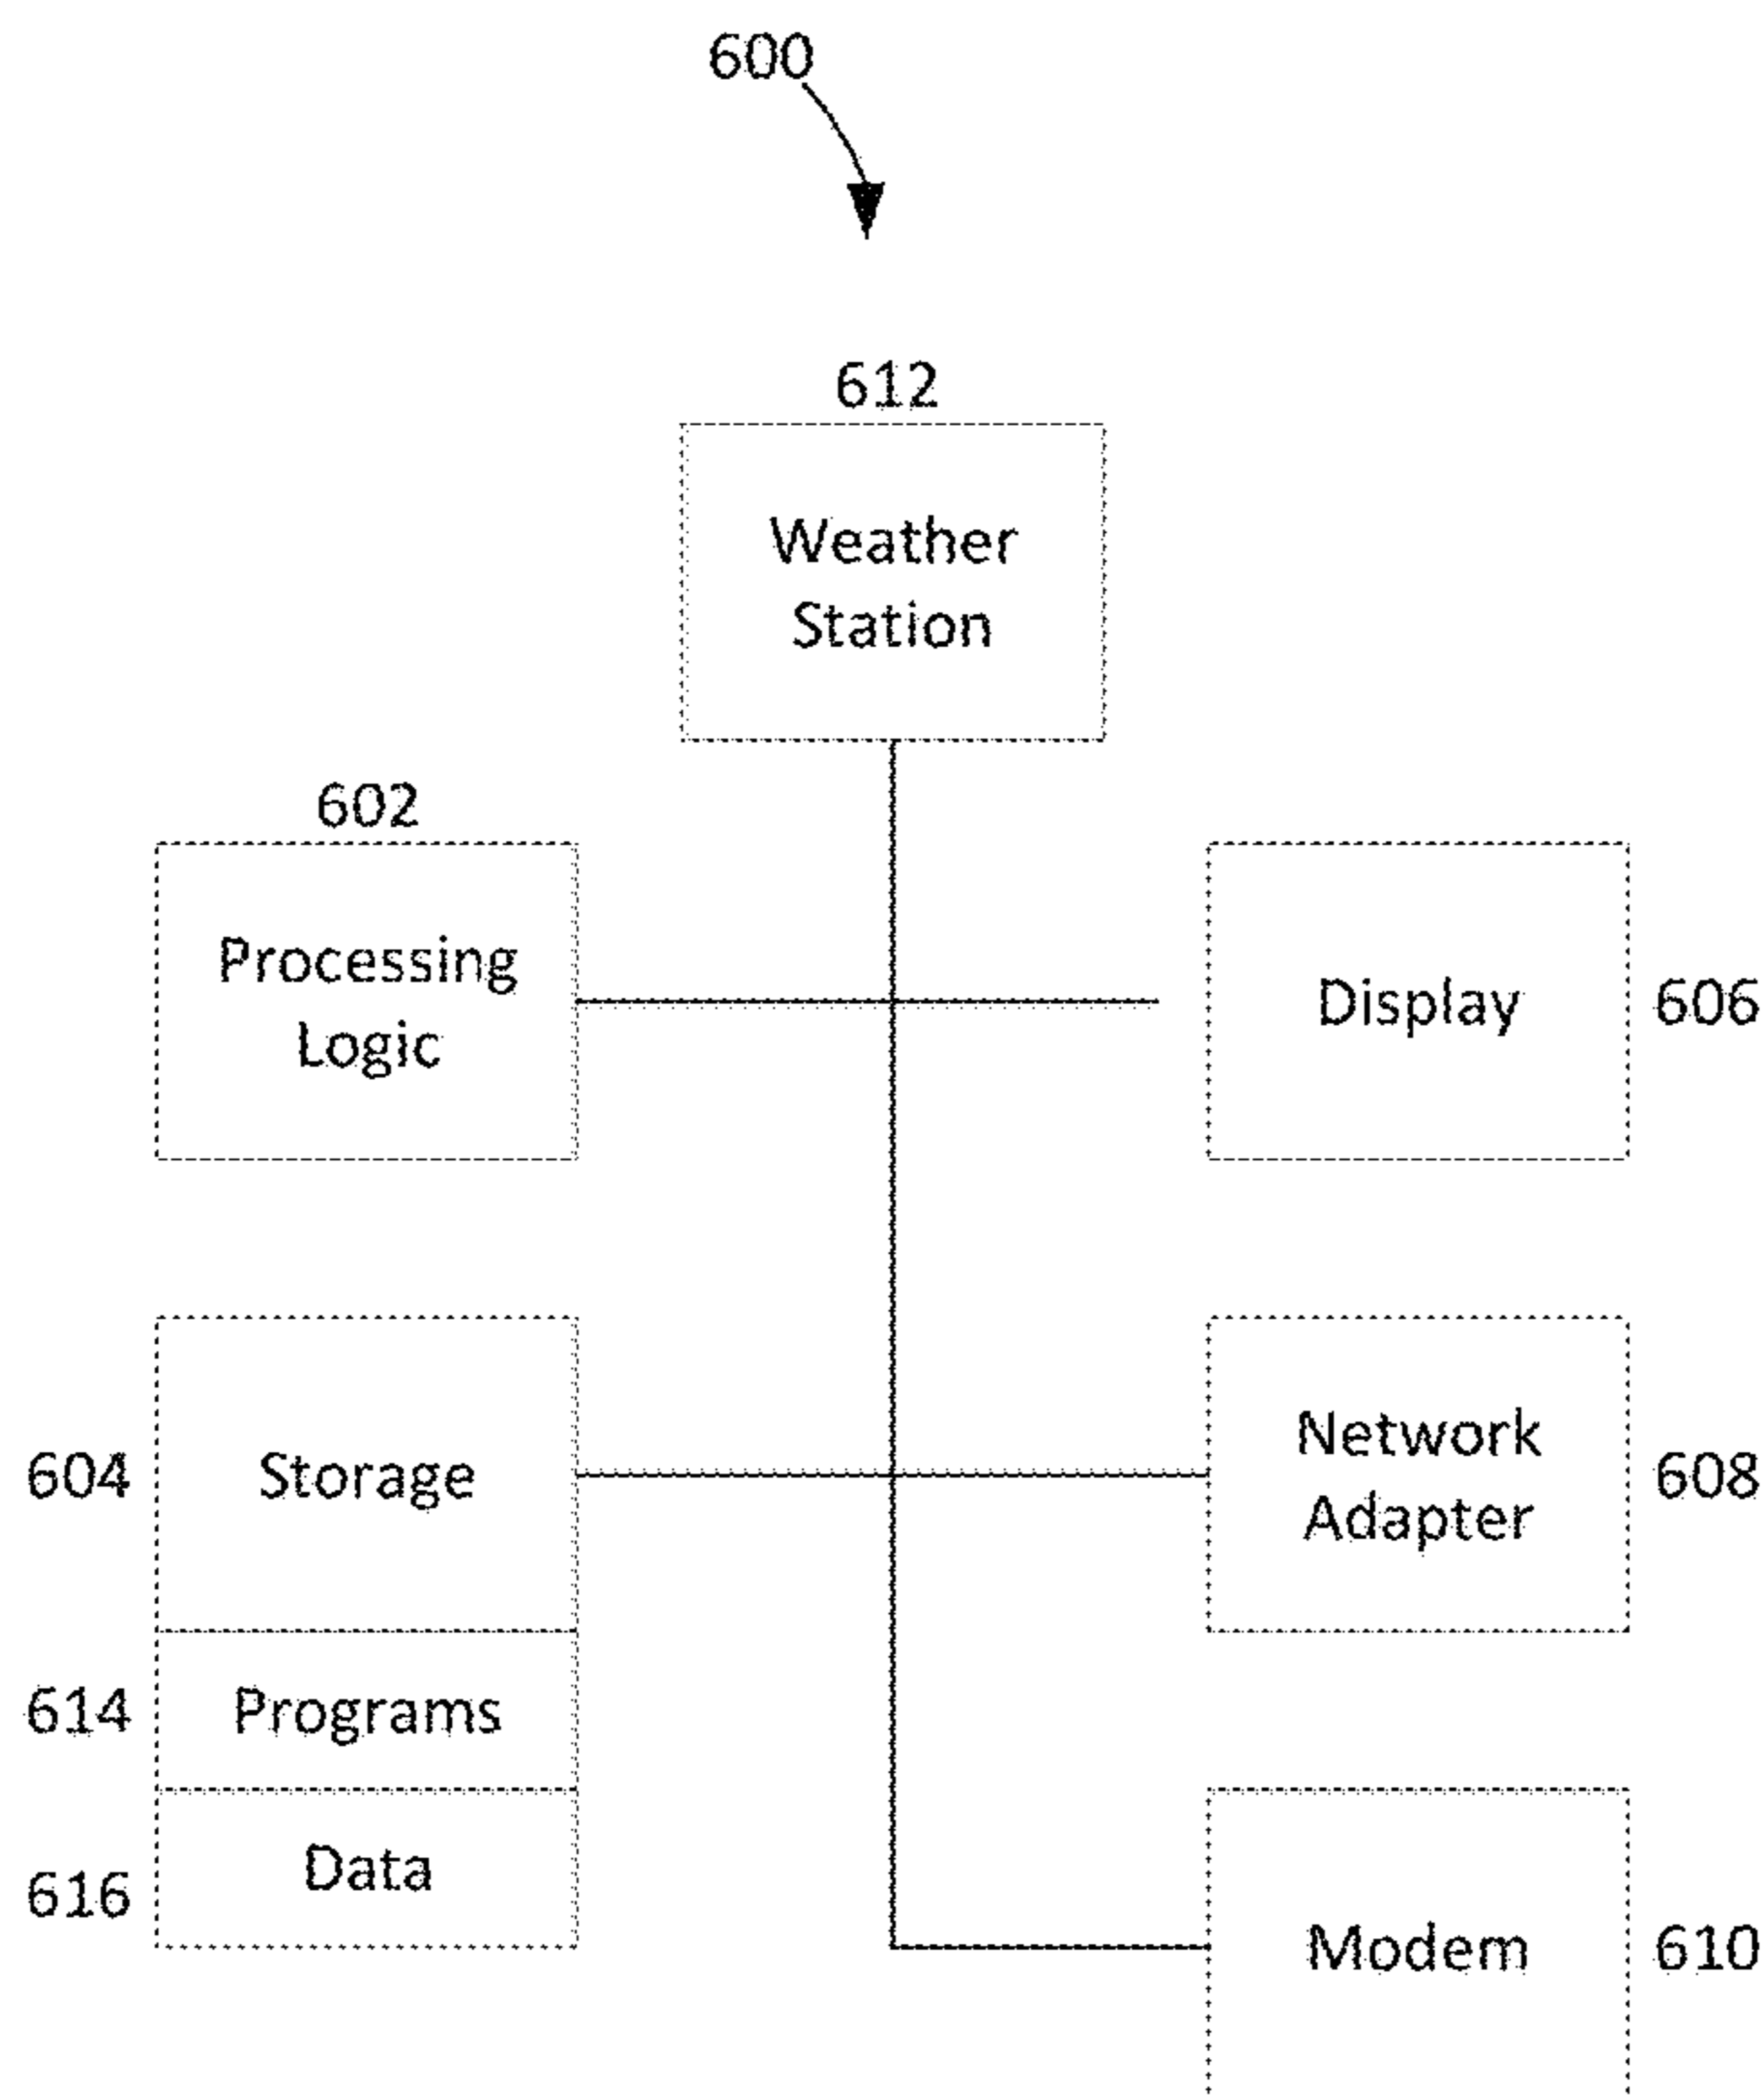 600
612
Weather
Station
602
Processing
Logic
Display
606
604
Storage
Network
Adapter
608
614
Programs
616
Data
Modem
610